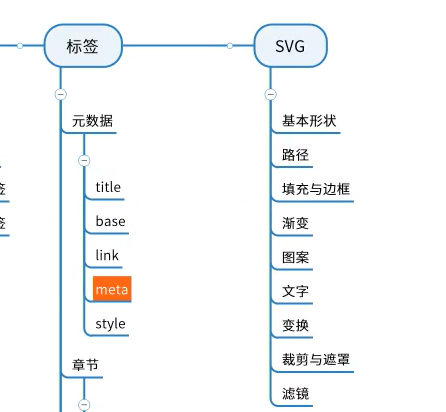 标签
SVG
元数据
title
base
link
meta
style
章节
基本形状
路径
填充与边框
渐变
图案
文字
变换
裁剪与遮罩
滤镜